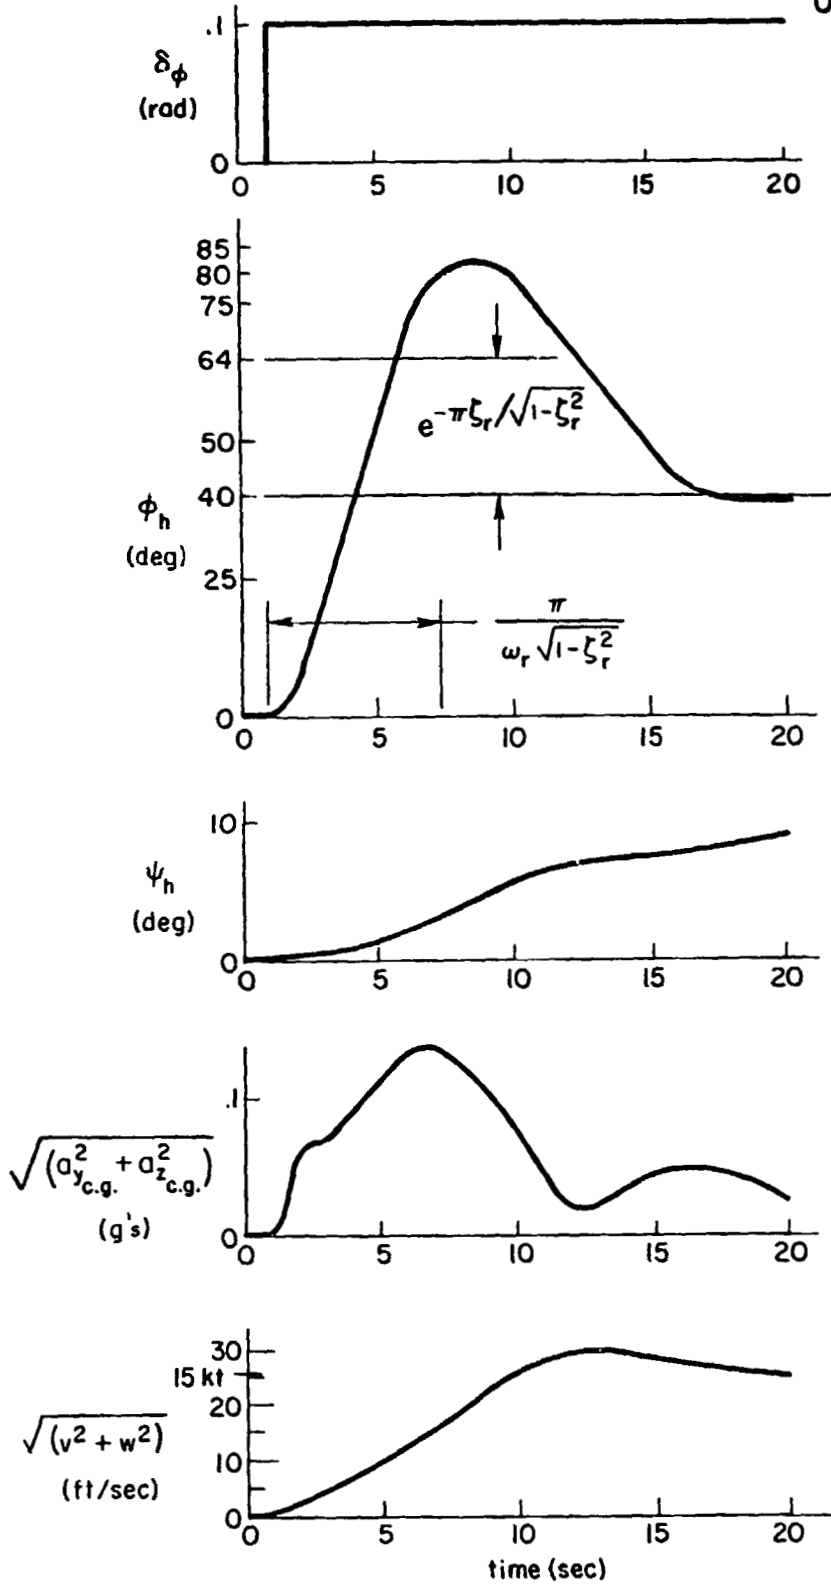 .1
δφ
(rad)
0
0 5 10 20
85
80
75
64
e^{-πζ_r/√(1-ζ_r^2)}
50
40
φ_h
(deg)
25
π / (ω_r √(1-ζ_r^2))
0
0 5 10 15 20
10
ψ_h
(deg)
0
0 5 10 15 20
.1
√(a_{y_{c.g.}}^2 + a_{z_{c.g.}}^2)
(g's)
0
0 5 10 15 20
30
15 kt
20
√(v^2 + w^2)
10
(ft/sec)
0
0 5 10 15 20
time (sec)